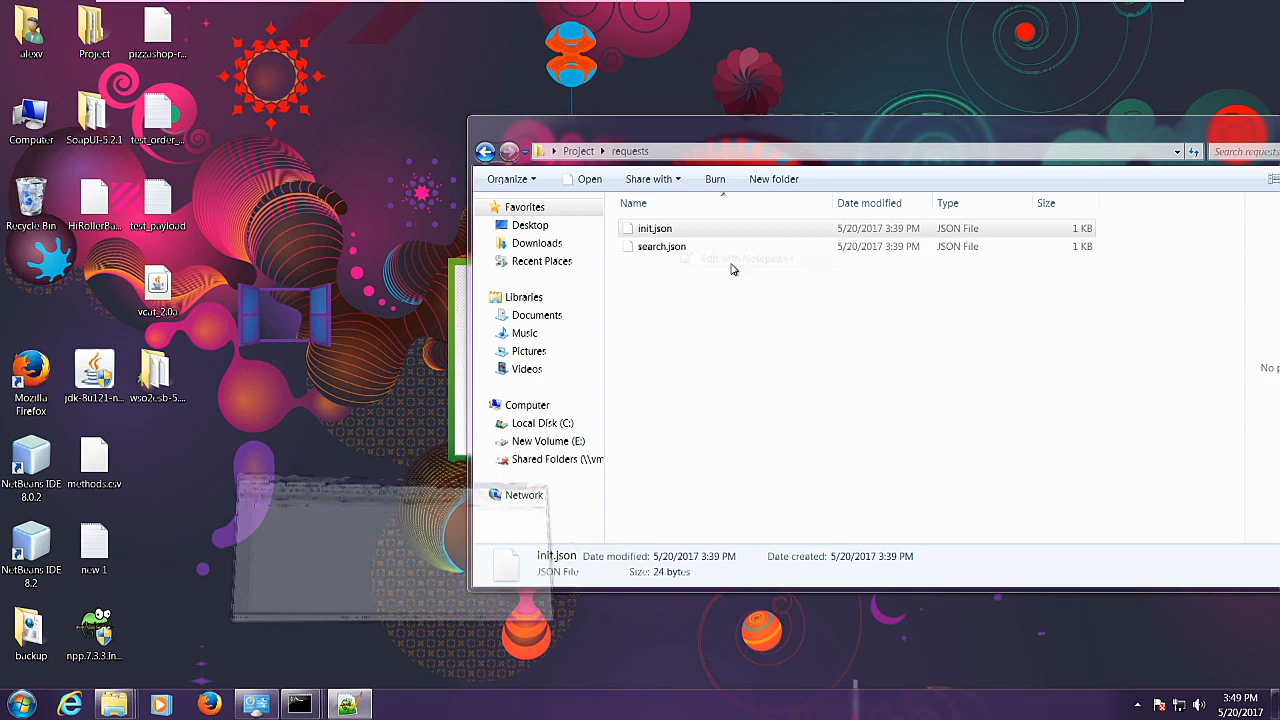 alexv
Project
pizzashop-r...
Computer
SoapUI-5.2.1
test_order_...
Recycle Bin
HiRollerBa...
test_payload
vcat_2.0a
Mozilla
Firefox
jdk-8u121-n...
wso2esb-5....
NetBeans IDE
8.0.2
methods.csv
NetBeans IDE
8.2
new 1
backup
npp.7.3.3.In...
Project
requests
Search requests
Organize
Open
Share with
Burn
New folder
Name
Date modified
Type
Size
init.json
5/20/2017 3:39 PM
JSON File
1 KB
search.json
5/20/2017 3:39 PM
JSON File
1 KB
Edit with Notepad++
Favorites
Desktop
Downloads
Recent Places
Libraries
Documents
Music
Pictures
Videos
Computer
Local Disk (C:)
New Volume (E:)
Shared Folders (\\vm
Network
No p
init.json
Date modified: 5/20/2017 3:39 PM
Date created: 5/20/2017 3:39 PM
JSON File
Size: 24 bytes
3:49 PM
5/20/2017